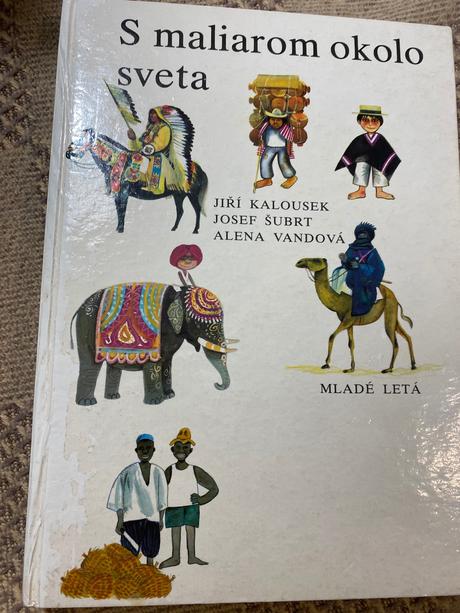 S maliarom okolo
sveta
JIŘÍ KALOUSEK
JOSEF ŠUBRT
ALENA VANDOVÁ
MLADÉ LETÁ